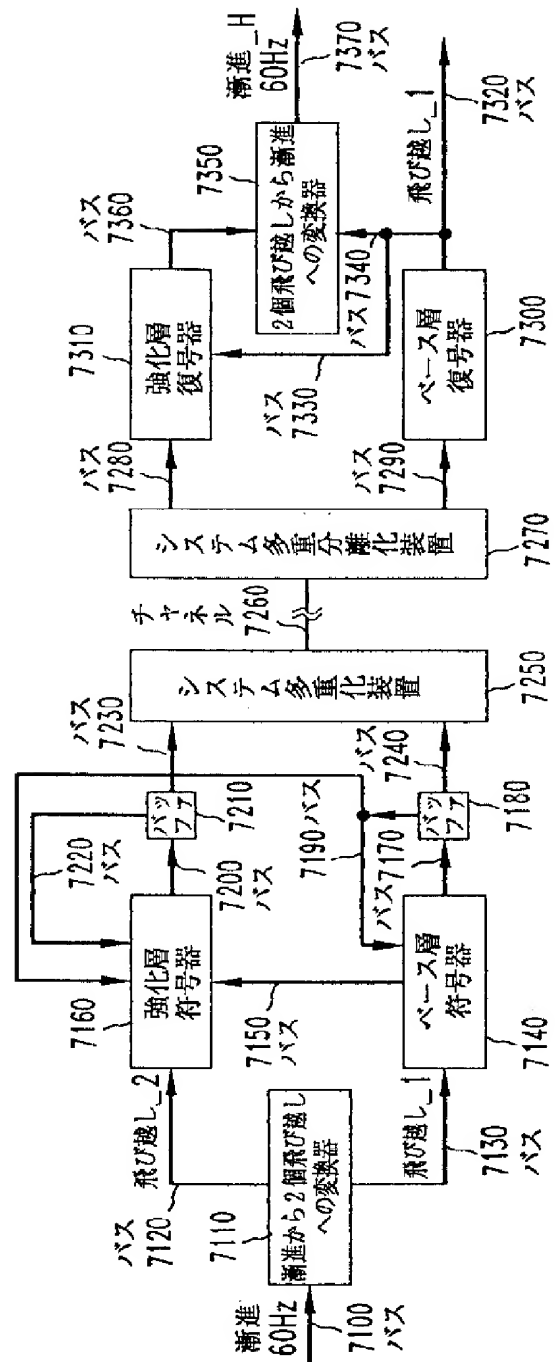 漸進
60Hz
7100
バス
7110
漸進から2個飛び越し
への変換器
バス
7120
飛び越し_2
飛び越し_1
7130
バス
7160
強化層
符号器
7150
バス
ベース層
符号器
7140
7220
バス
7200
バス
バッ
ファ
7210
7190 バス
バス7170
バッ
ファ
7180
バス
7230
バス
7240
システム多重化装置
7250
チャネル
7260
システム多重分離化装置
7270
バス
7280
バス
7290
7310
強化層
復号器
バス
7330
バス7340
ベース層
復号器
7300
バス
7360
7350
2個飛び越しから漸進
への変換器
漸進_H
60Hz
7370
バス
飛び越し_1
7320
バス